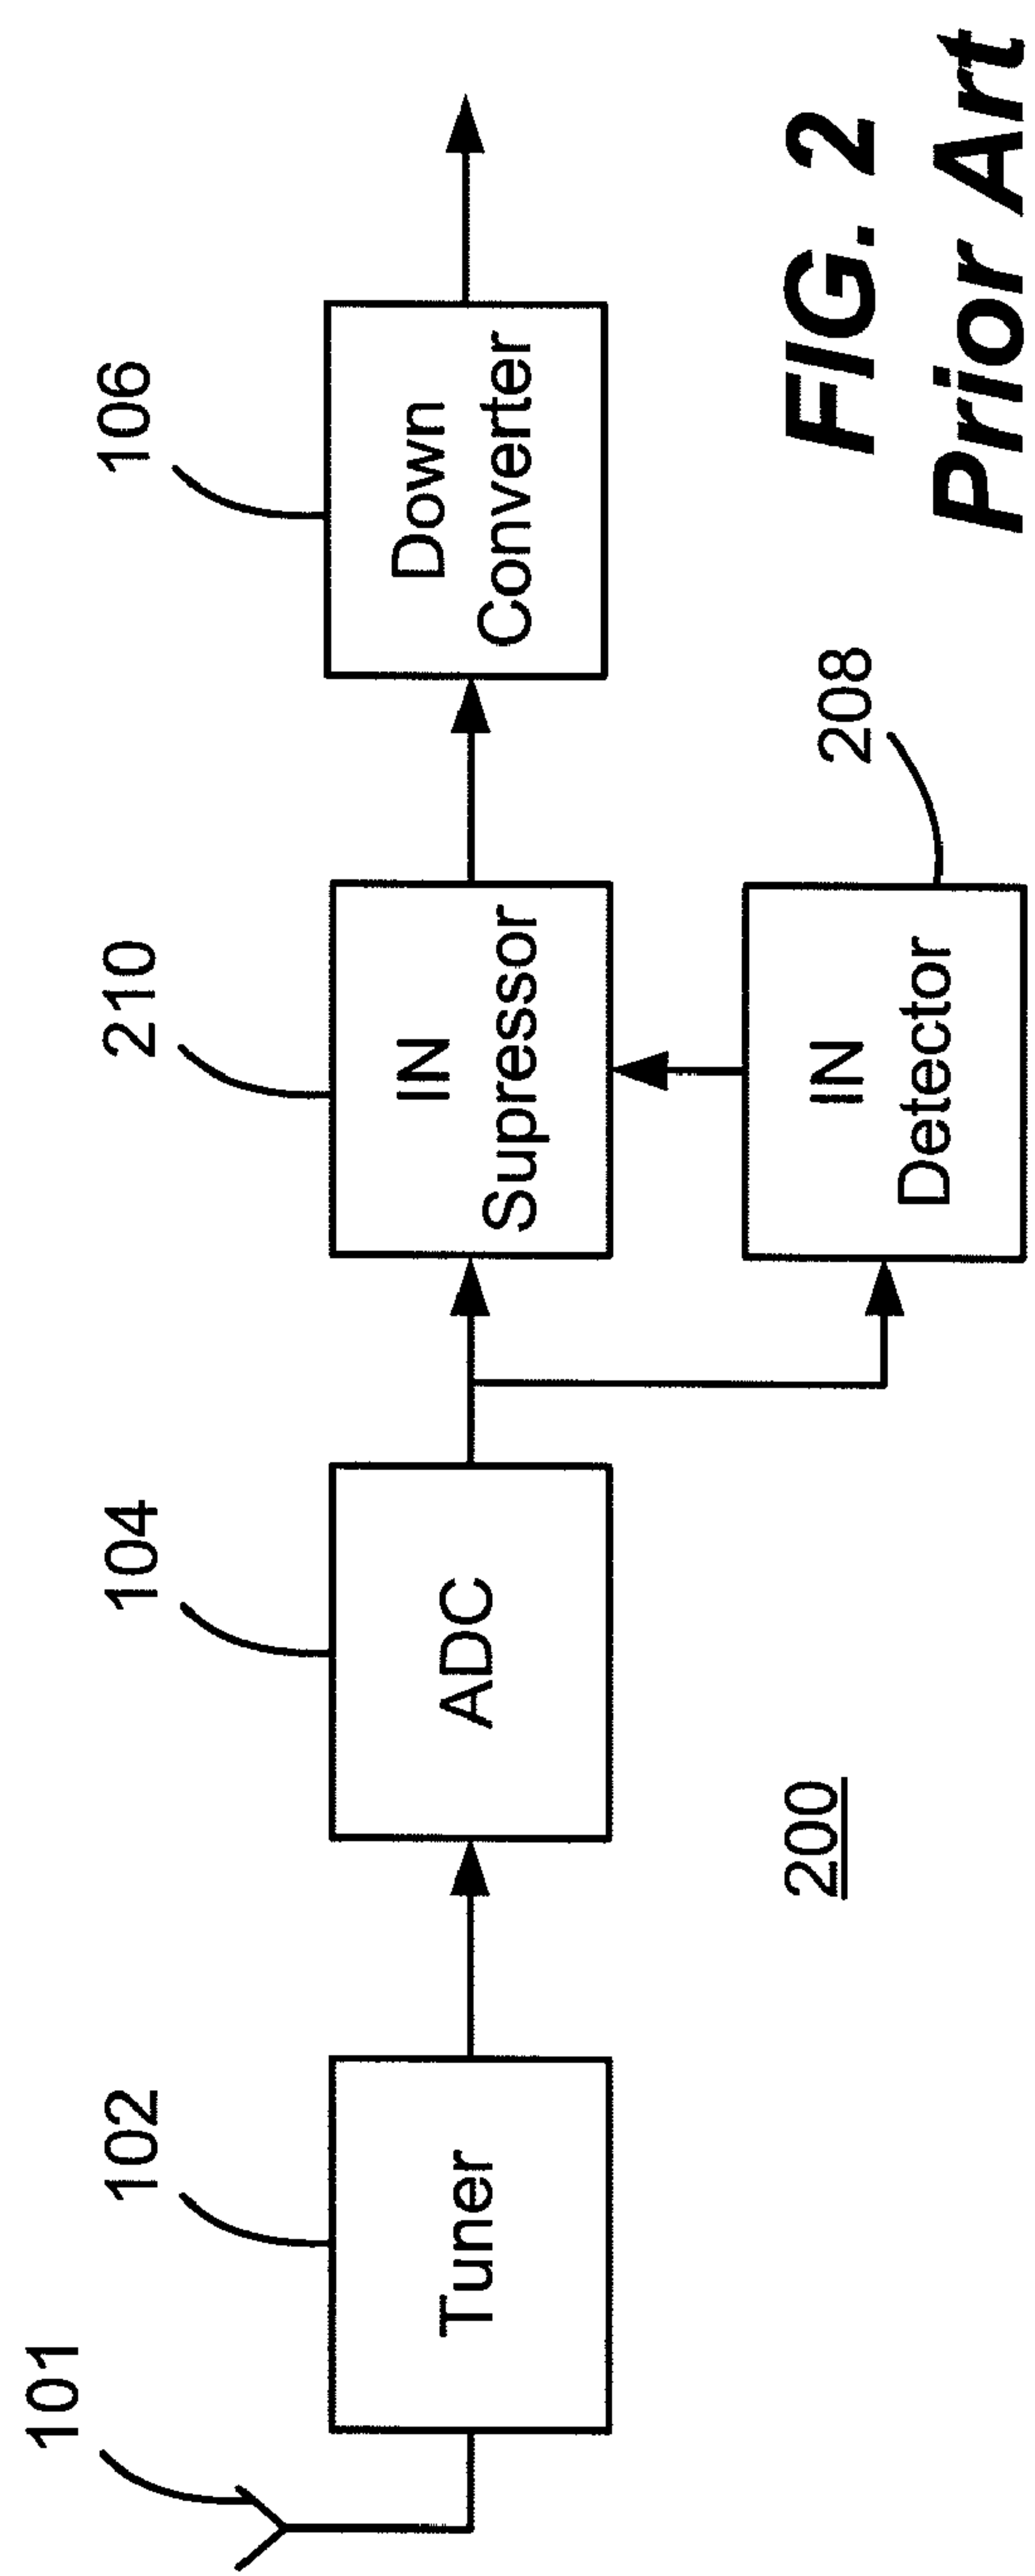 101
102
Tuner
104
ADC
210
IN
Supressor
106
Down
Converter
208
IN
Detector
200
FIG. 2
Prior Art